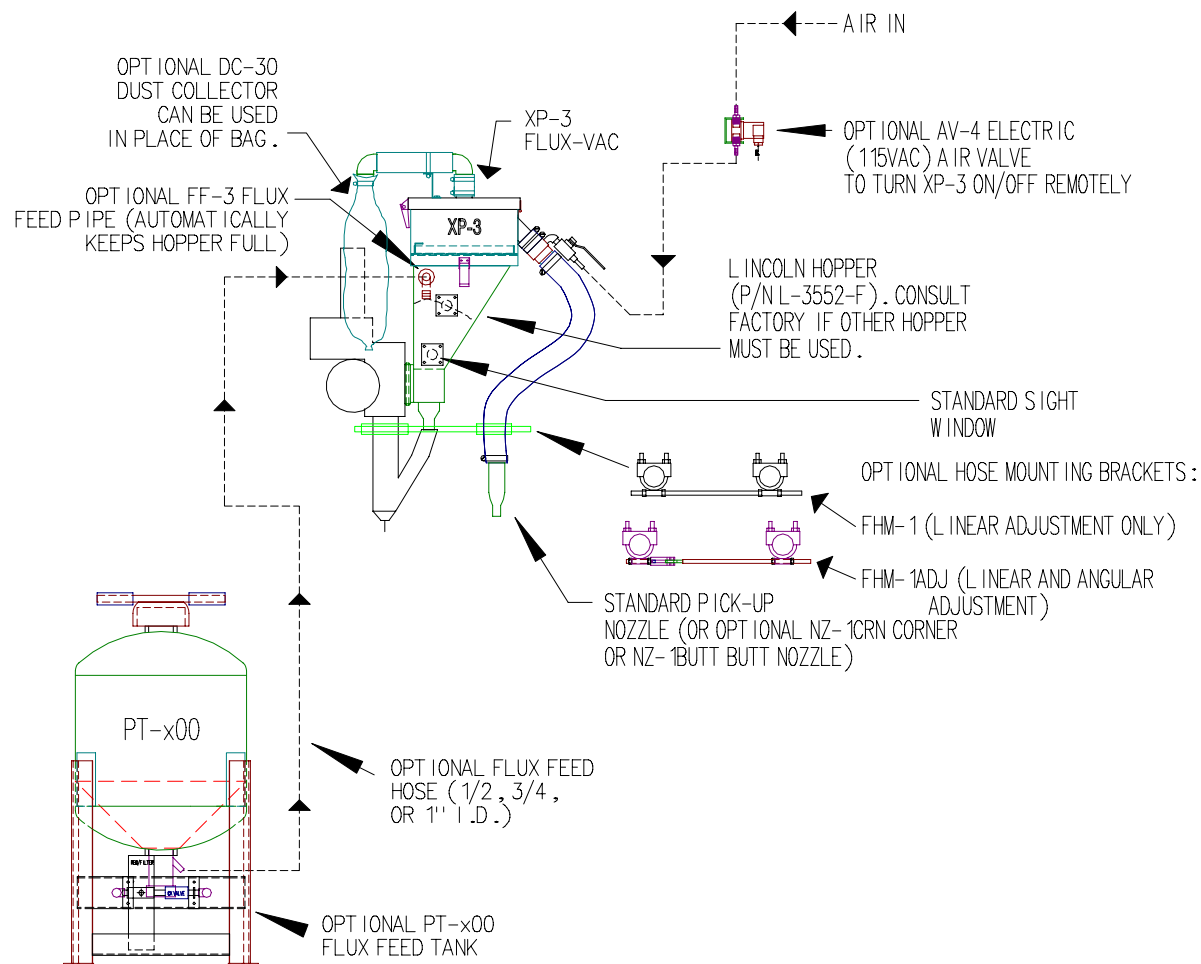 AIR IN
OPTIONAL DC-30
DUST COLLECTOR
CAN BE USED
IN PLACE OF BAG.
XP-3
FLUX-VAC
OPTIONAL AV-4 ELECTRIC
(115VAC) AIR VALVE
TO TURN XP-3 ON/OFF REMOTELY
OPTIONAL FF-3 FLUX
FEED PIPE (AUTOMATICALLY
KEEPS HOPPER FULL)
XP-3
LINCOLN HOPPER
(P/N L-3552-F). CONSULT
FACTORY IF OTHER HOPPER
MUST BE USED.
STANDARD SIGHT
WINDOW
OPTIONAL HOSE MOUNTING BRACKETS:
FHM-1 (LINEAR ADJUSTMENT ONLY)
FHM-1ADJ (LINEAR AND ANGULAR
ADJUSTMENT)
STANDARD PICK-UP
NOZZLE (OR OPTIONAL NZ-1CRN CORNER
OR NZ-1BUTT BUTT NOZZLE)
PT-x00
OPTIONAL FLUX FEED
HOSE (1/2, 3/4,
OR 1'' I.D.)
OPTIONAL PT-x00
FLUX FEED TANK